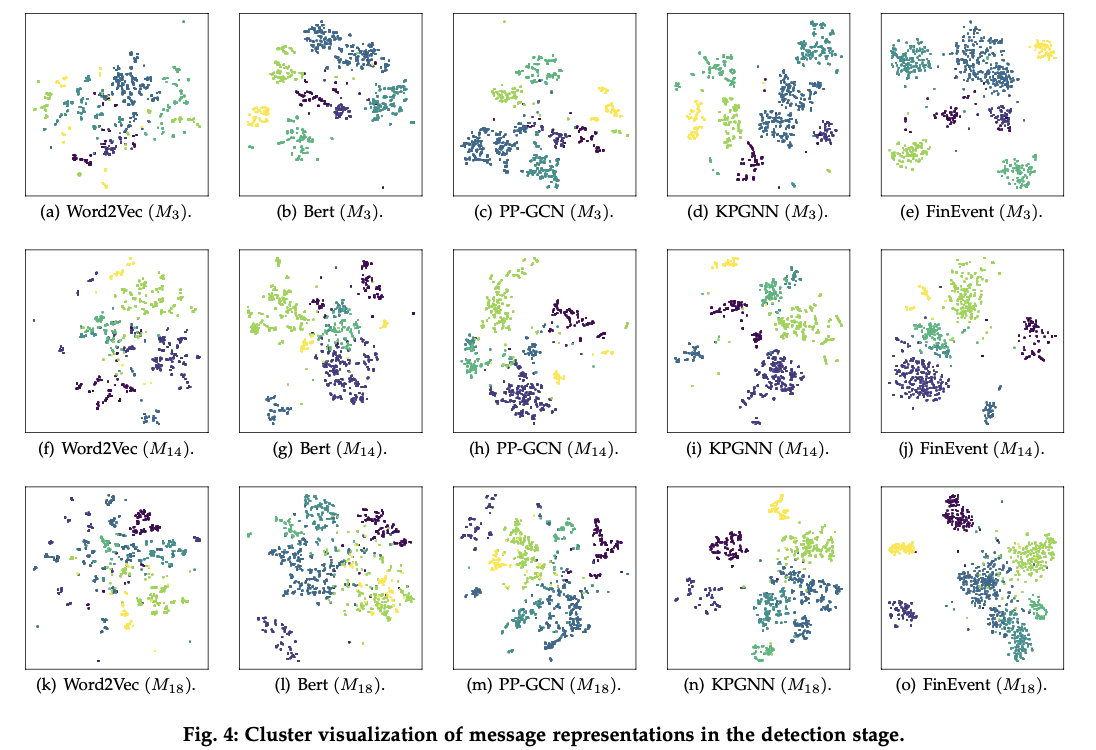 (a) Word2Vec (M₃). (b) Bert (M₃). (c) PP-GCN (M₃). (d) KPGNN (M₃). (e) FinEvent (M₃).
(f) Word2Vec (M₁₄). (g) Bert (M₁₄). (h) PP-GCN (M₁₄). (i) KPGNN (M₁₄). (j) FinEvent (M₁₄).
(k) Word2Vec (M₁₈). (l) Bert (M₁₈). (m) PP-GCN (M₁₈). (n) KPGNN (M₁₈). (o) FinEvent (M₁₈).
Fig. 4: Cluster visualization of message representations in the detection stage.